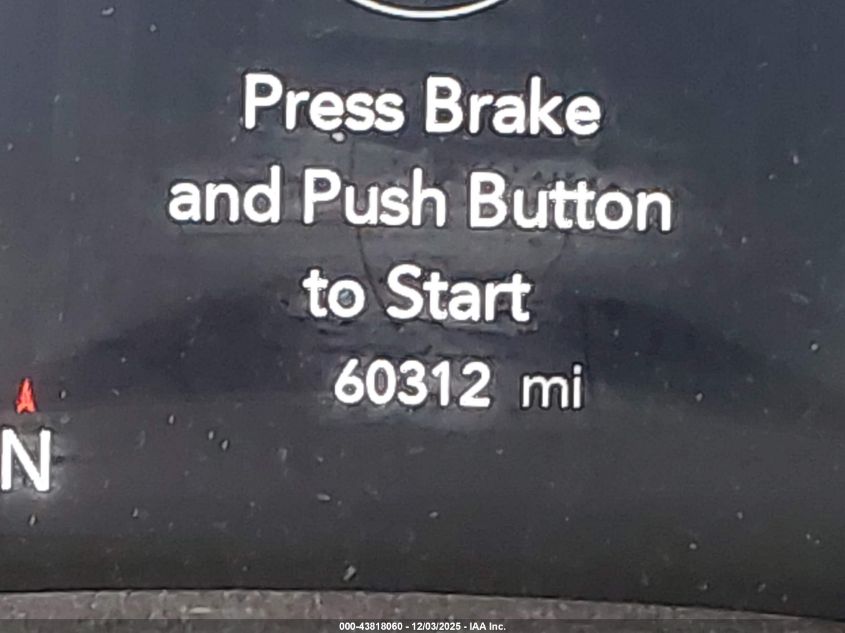 Press Brake
and Push Button
to Start
60312 mi
N
000-43818060 - 12/03/2025 - IAA Inc.